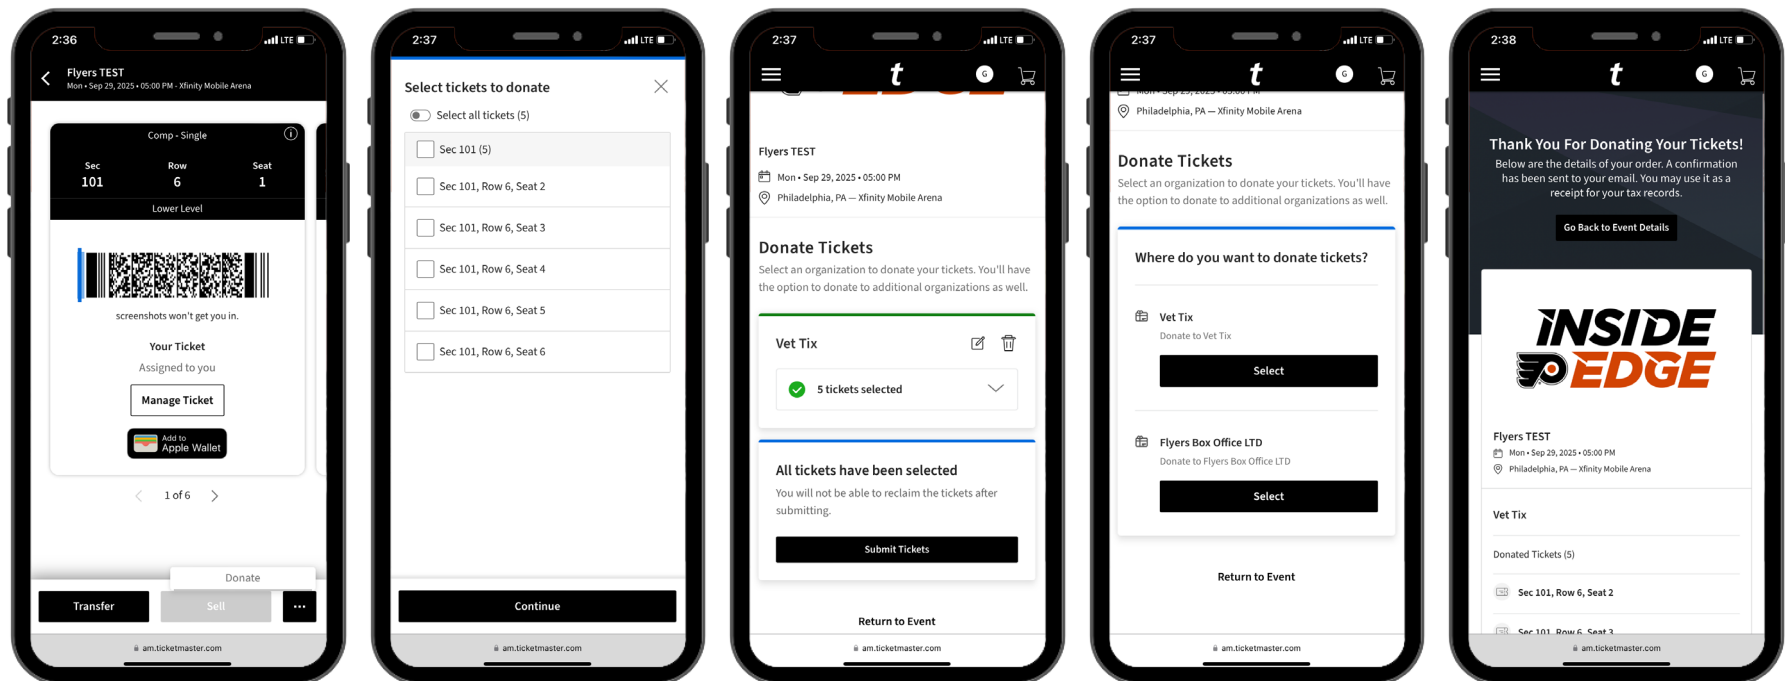 2:36
LTE
Flyers TEST
Mon • Sep 29, 2025 • 05:00 PM - Xfinity Mobile Arena
Comp - Single
Sec Row Seat
101 6 1
Lower Level
screenshots won't get you in.
Your Ticket
Assigned to you
Manage Ticket
Add to
Apple Wallet
1 of 6
Donate
Transfer
Sell
am.ticketmaster.com
2:37
LTE
Select tickets to donate
Select all tickets (5)
Sec 101 (5)
Sec 101, Row 6, Seat 2
Sec 101, Row 6, Seat 3
Sec 101, Row 6, Seat 4
Sec 101, Row 6, Seat 5
Sec 101, Row 6, Seat 6
Continue
am.ticketmaster.com
2:37
LTE
t
G
EDGE
Flyers TEST
Mon • Sep 29, 2025 • 05:00 PM
Philadelphia, PA — Xfinity Mobile Arena
Donate Tickets
Select an organization to donate your tickets. You'll have
the option to donate to additional organizations as well.
Vet Tix
5 tickets selected
All tickets have been selected
You will not be able to reclaim the tickets after
submitting.
Submit Tickets
Return to Event
am.ticketmaster.com
2:37
LTE
t
G
Mon • Sep 29, 2025 • 05:00 PM
Philadelphia, PA — Xfinity Mobile Arena
Donate Tickets
Select an organization to donate your tickets. You'll have
the option to donate to additional organizations as well.
Where do you want to donate tickets?
Vet Tix
Donate to Vet Tix
Select
Flyers Box Office LTD
Donate to Flyers Box Office LTD
Select
Return to Event
am.ticketmaster.com
2:38
LTE
t
G
Thank You For Donating Your Tickets!
Below are the details of your order. A confirmation
has been sent to your email. You may use it as a
receipt for your tax records.
Go Back to Event Details
INSIDE
EDGE
Flyers TEST
Mon • Sep 29, 2025 • 05:00 PM
Philadelphia, PA — Xfinity Mobile Arena
Vet Tix
Donated Tickets (5)
Sec 101, Row 6, Seat 2
Sec 101, Row 6, Seat 3
am.ticketmaster.com